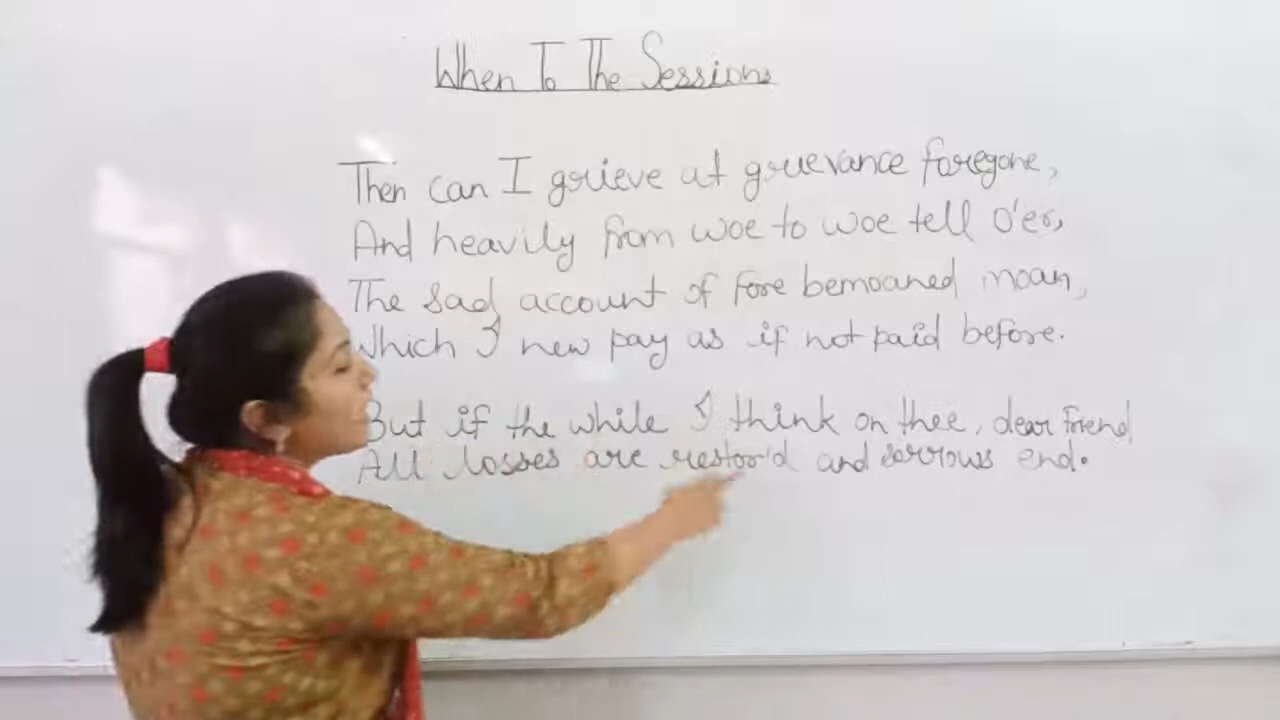 When To The Sessions
Then can I grieve at grievance foregone,
And heavily from woe to woe tell o'er,
The sad account of fore bemoaned moan,
Which I new pay as if not paid before.
But if the while I think on thee, dear friend
All losses are restor'd and sorrows end.